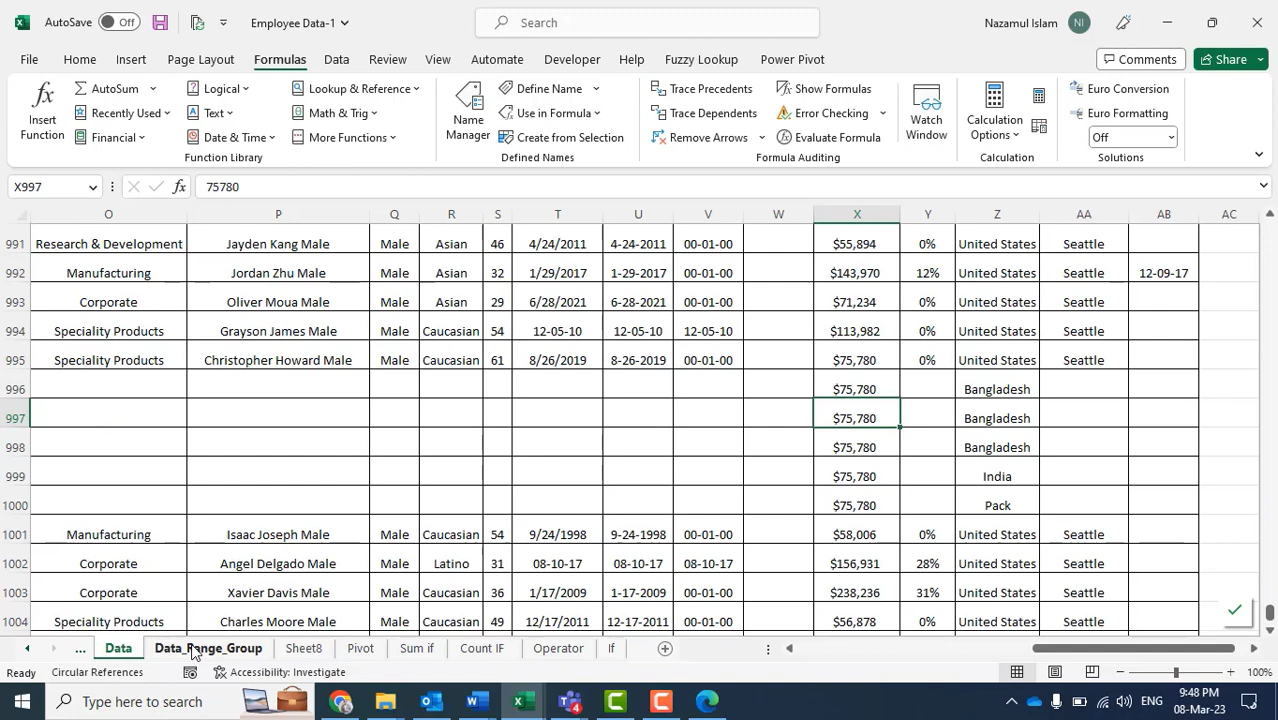 AutoSave Off Employee Data-1 Search Nazamul Islam NI
File Home Insert Page Layout Formulas Data Review View Automate Developer Help Fuzzy Lookup Power Pivot Comments Share
fx Insert Function
AutoSum Logical Lookup & Reference
Recently Used Text Math & Trig
Financial Date & Time More Functions
Function Library
Name Manager
Define Name
Use in Formula
Create from Selection
Defined Names
Trace Precedents Show Formulas
Trace Dependents Error Checking
Remove Arrows Evaluate Formula
Formula Auditing
Watch Window
Calculation Options
Calculation
Euro Conversion
Euro Formatting
Off
Solutions
X997 fx 75780
O P Q R S T U V W X Y Z AA AB AC
991 Research & Development Jayden Kang Male Male Asian 46 4/24/2011 4-24-2011 00-01-00 $55,894 0% United States Seattle
992 Manufacturing Jordan Zhu Male Male Asian 32 1/29/2017 1-29-2017 00-01-00 $143,970 12% United States Seattle 12-09-17
993 Corporate Oliver Moua Male Male Asian 29 6/28/2021 6-28-2021 00-01-00 $71,234 0% United States Seattle
994 Speciality Products Grayson James Male Male Caucasian 54 12-05-10 12-05-10 12-05-10 $113,982 0% United States Seattle
995 Speciality Products Christopher Howard Male Male Caucasian 61 8/26/2019 8-26-2019 00-01-00 $75,780 0% United States Seattle
996 $75,780 Bangladesh
997 $75,780 Bangladesh
998 $75,780 Bangladesh
999 $75,780 India
1000 $75,780 Pack
1001 Manufacturing Isaac Joseph Male Male Caucasian 54 9/24/1998 9-24-1998 00-01-00 $58,006 0% United States Seattle
1002 Corporate Angel Delgado Male Male Latino 31 08-10-17 08-10-17 08-10-17 $156,931 28% United States Seattle
1003 Corporate Xavier Davis Male Male Caucasian 36 1/17/2009 1-17-2009 00-01-00 $238,236 31% United States Seattle
1004 Speciality Products Charles Moore Male Male Caucasian 49 12/17/2011 12-17-2011 00-01-00 $56,878 0% United States Seattle
... Data Data_Range_Group Sheet8 Pivot Sum if Count IF Operator If
Ready Circular References Accessibility: Investigate 100%
Type here to search ENG 9:48 PM
08-Mar-23